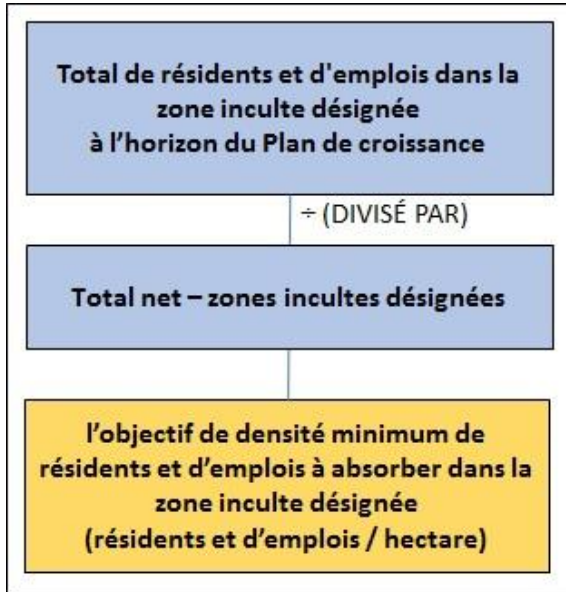 Total de résidents et d'emplois dans la
zone inculte désignée
à l’horizon du Plan de croissance
÷ (DIVISÉ PAR)
Total net – zones incultes désignées
l’objectif de densité minimum de
résidents et d’emplois à absorber dans la
zone inculte désignée
(résidents et d’emplois / hectare)